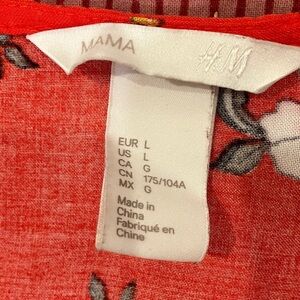 MAMA
H&M
EUR L
US L
CA G
CN 175/104A
MX G
Made in
China
Fabriqué en
Chine